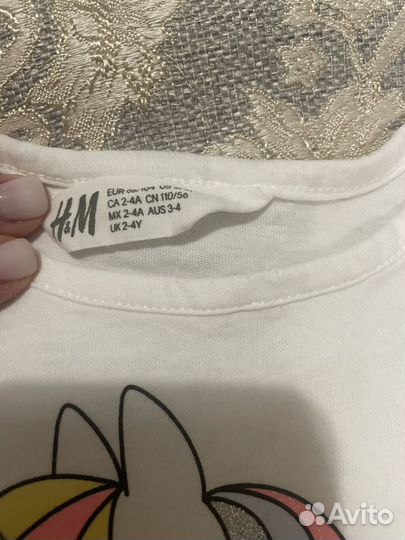 H&M
EUR 98/104 US
CA 2-4A CN 110/56
MX 2-4A AUS 3-4
UK 2-4Y
Avito